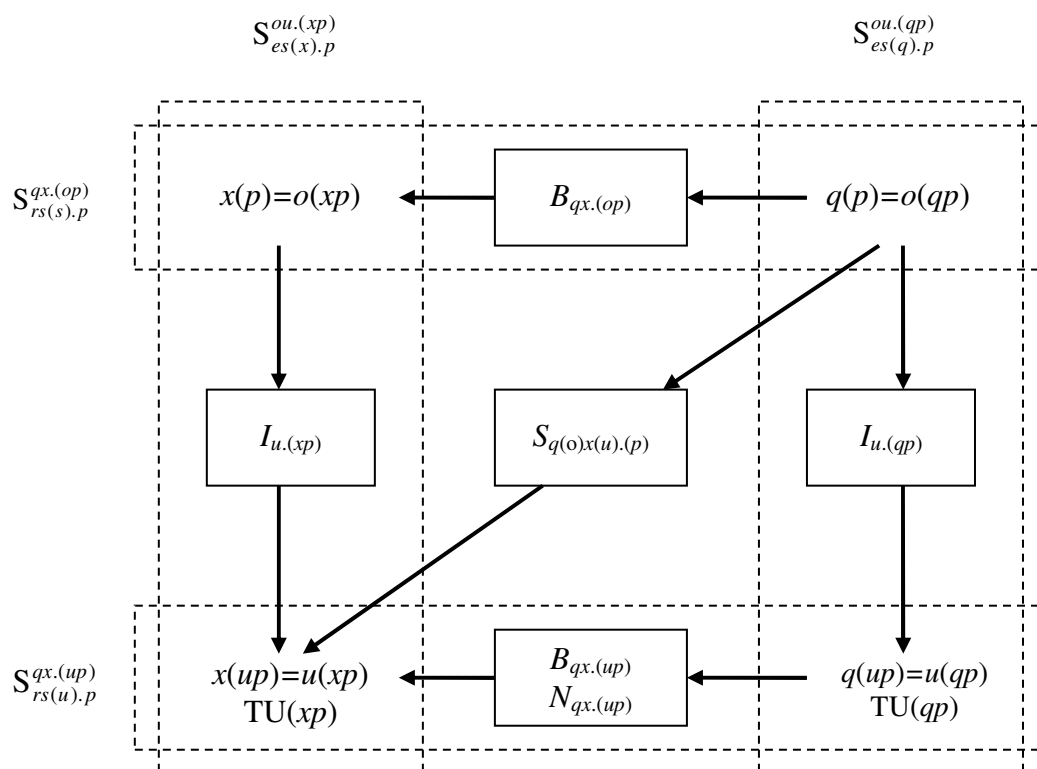 S^{ou.(xp)}_{es(x).p} S^{ou.(qp)}_{es(q).p}
S^{qx.(op)}_{rs(s).p} x(p)=o(xp) B_{qx.(op)} q(p)=o(qp)
I_{u.(xp)} S_{q(o)x(u).(p)} I_{u.(qp)}
S^{qx.(up)}_{rs(u).p} x(up)=u(xp) B_{qx.(up)} q(up)=u(qp)
TU(xp) N_{qx.(up)} TU(qp)